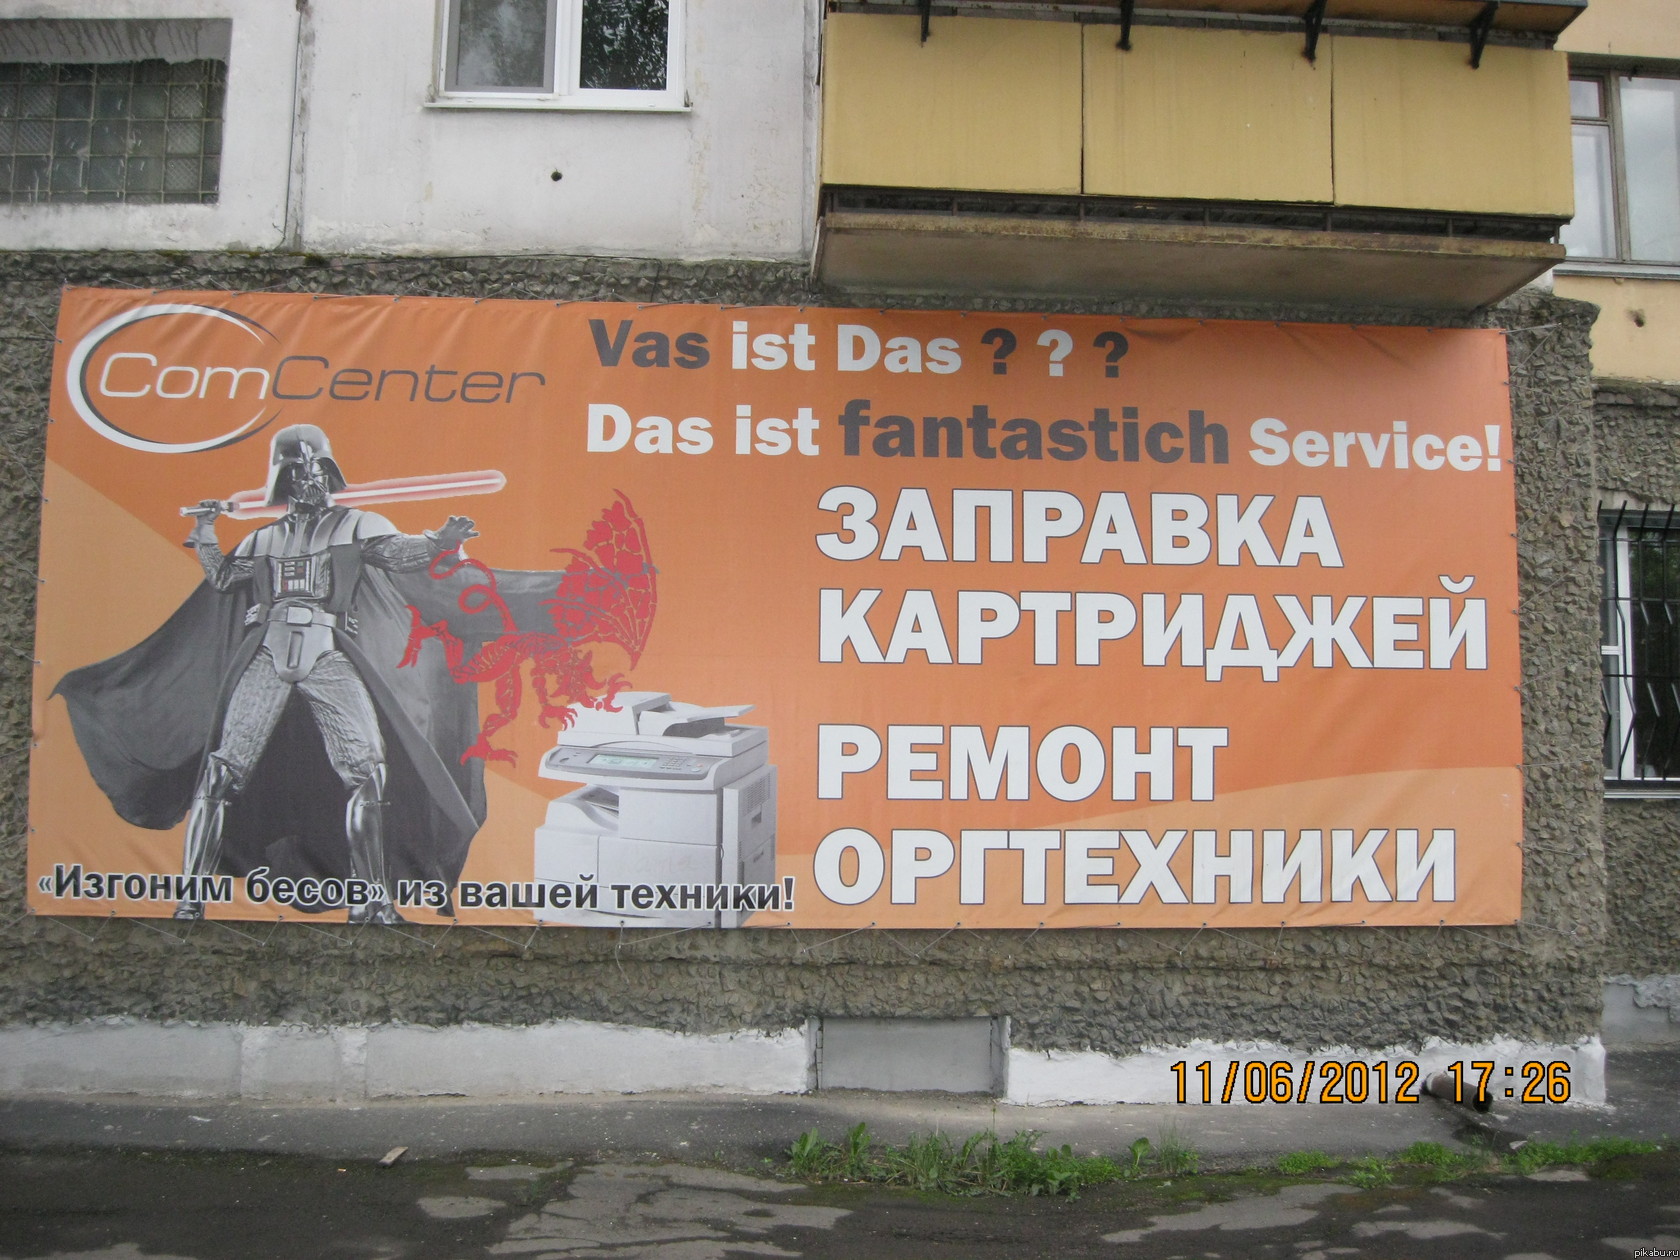 ComCenter
Vas ist Das ? ? ?
Das ist fantastich Service!
ЗАПРАВКА
КАРТРИДЖЕЙ
РЕМОНТ
ОРГТЕХНИКИ
«Изгоним бесов» из вашей техники!
11/06/2012 17:26
pikabu.ru